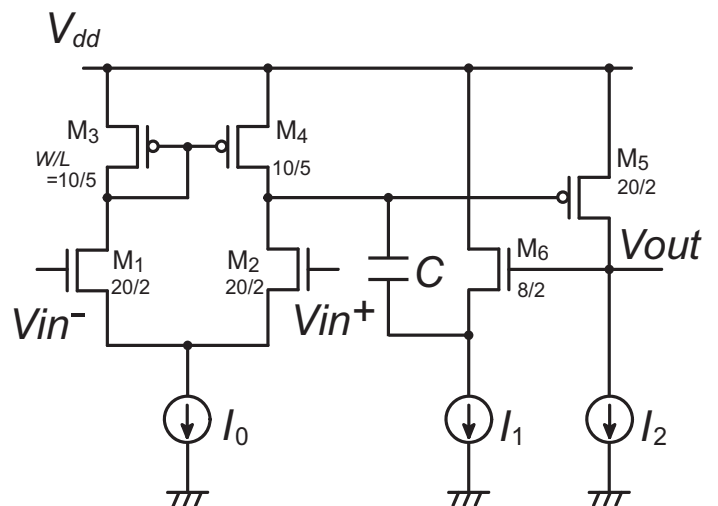 Vdd
M3
M4
W/L
=10/5
10/5
M5
20/2
M1
20/2
M2
20/2
C
M6
8/2
Vout
Vin-
Vin+
I0
I1
I2